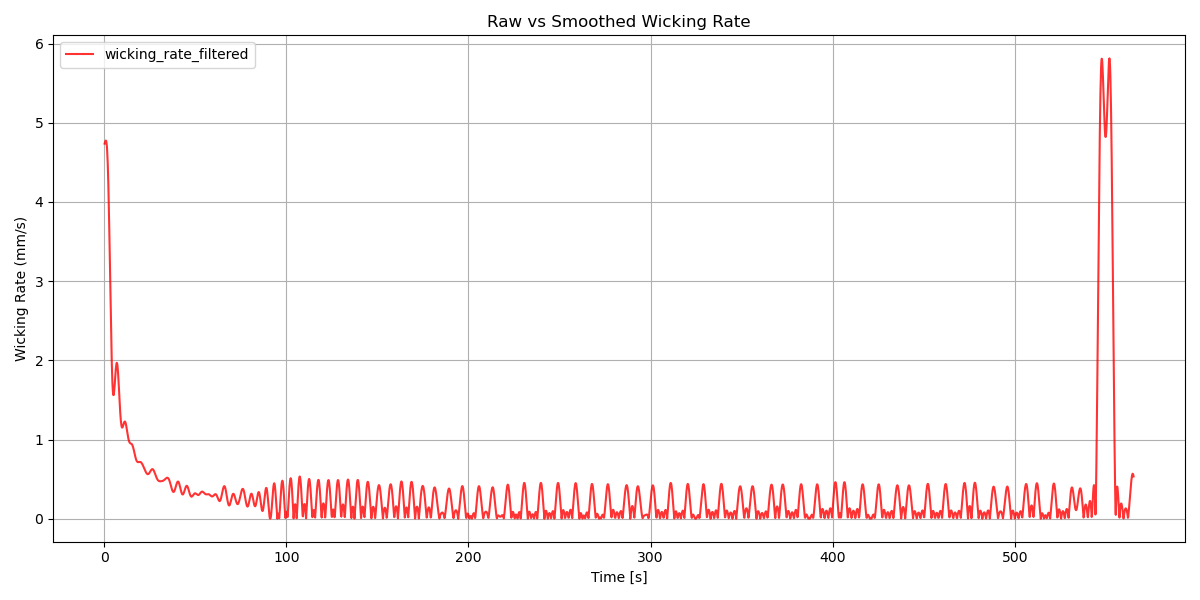 Raw vs Smoothed Wicking Rate
wicking_rate_filtered
Wicking Rate (mm/s)
6
5
4
3
2
1
0
0 100 200 300 400 500
Time [s]